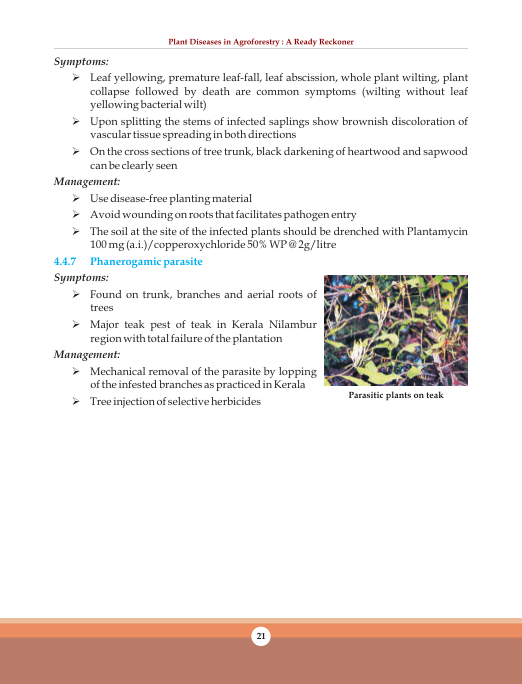 Plant Diseases in Agroforestry : A Ready Reckoner
Symptoms:
➢ Leaf yellowing, premature leaf-fall, leaf abscission, whole plant wilting, plant
collapse followed by death are common symptoms (wilting without leaf
yellowing bacterial wilt)
➢ Upon splitting the stems of infected saplings show brownish discoloration of
vascular tissue spreading in both directions
➢ On the cross sections of tree trunk, black darkening of heartwood and sapwood
can be clearly seen
Management:
➢ Use disease-free planting material
➢ Avoid wounding on roots that facilitates pathogen entry
➢ The soil at the site of the infected plants should be drenched with Plantamycin
100 mg (a.i.)/copperoxychloride 50% WP @ 2g/litre
4.4.7 Phanerogamic parasite
Symptoms:
➢ Found on trunk, branches and aerial roots of
trees
➢ Major teak pest of teak in Kerala Nilambur
region with total failure of the plantation
Management:
➢ Mechanical removal of the parasite by lopping
of the infested branches as practiced in Kerala
➢ Tree injection of selective herbicides
Parasitic plants on teak
21